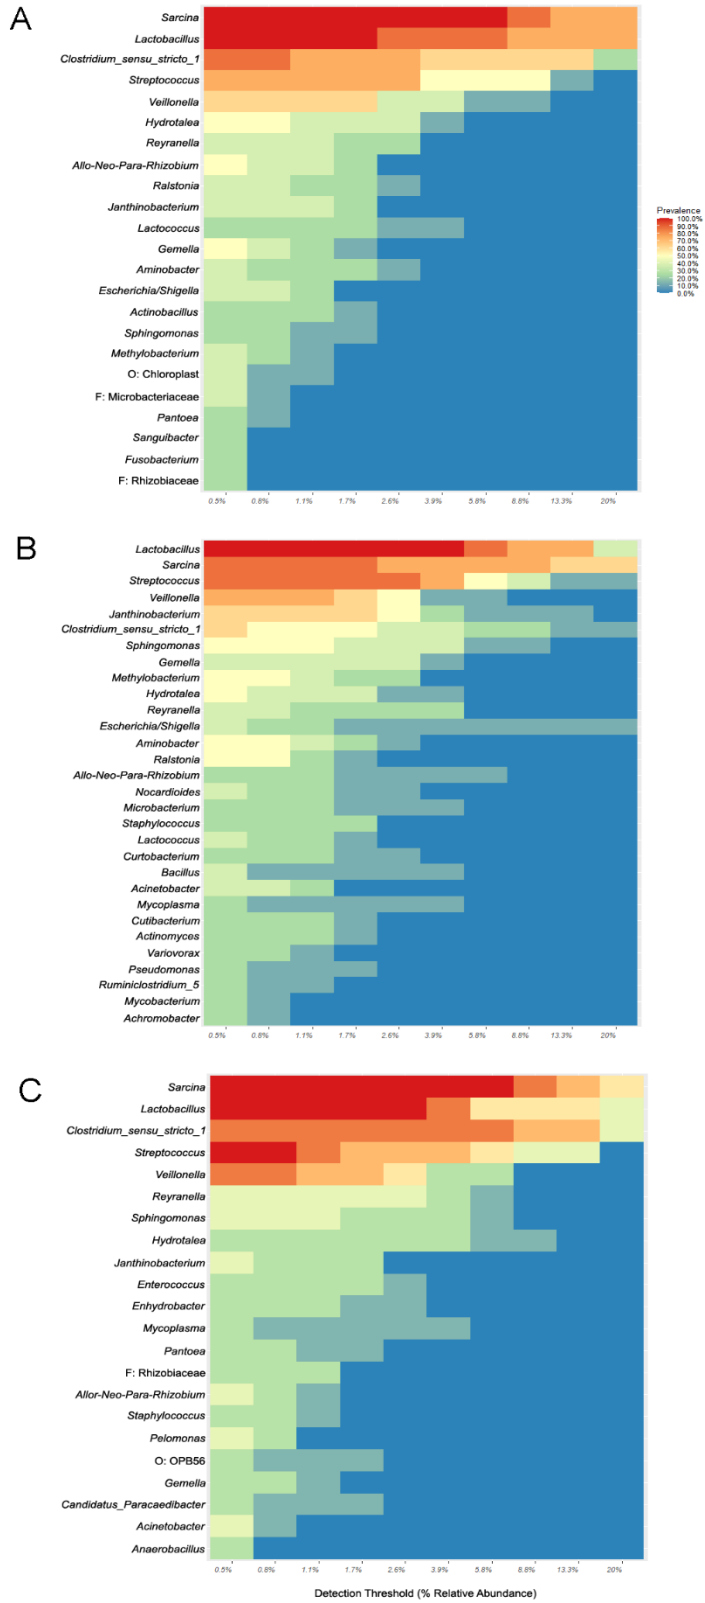 A
Sarcina
Lactobacillus
Clostridium_sensu_stricto_1
Streptococcus
Veillonella
Hydrotalea
Reyranella
Allo-Neo-Para-Rhizobium
Ralstonia
Janthinobacterium
Lactococcus
Gemella
Aminobacter
Escherichia/Shigella
Actinobacillus
Sphingomonas
Methylobacterium
O: Chloroplast
F: Microbacteriaceae
Pantoea
Sanguibacter
Fusobacterium
F: Rhizobiaceae
0.5% 0.8% 1.1% 1.7% 2.6% 3.9% 5.8% 8.8% 13.3% 20%
Prevalence
100.0%
90.0%
80.0%
70.0%
60.0%
50.0%
40.0%
30.0%
20.0%
10.0%
0.0%
B
Lactobacillus
Sarcina
Streptococcus
Veillonella
Janthinobacterium
Clostridium_sensu_stricto_1
Sphingomonas
Gemella
Methylobacterium
Hydrotalea
Reyranella
Escherichia/Shigella
Aminobacter
Ralstonia
Allo-Neo-Para-Rhizobium
Nocardioides
Microbacterium
Staphylococcus
Lactococcus
Curtobacterium
Bacillus
Acinetobacter
Mycoplasma
Cutibacterium
Actinomyces
Variovorax
Pseudomonas
Ruminiclostridium_5
Mycobacterium
Achromobacter
0.5% 0.8% 1.1% 1.7% 2.6% 3.9% 5.8% 8.8% 13.3% 20%
C
Sarcina
Lactobacillus
Clostridium_sensu_stricto_1
Streptococcus
Veillonella
Reyranella
Sphingomonas
Hydrotalea
Janthinobacterium
Enterococcus
Enhydrobacter
Mycoplasma
Pantoea
F: Rhizobiaceae
Allor-Neo-Para-Rhizobium
Staphylococcus
Pelomonas
O: OPB56
Gemella
Candidatus_Paracaedibacter
Acinetobacter
Anaerobacillus
0.5% 0.8% 1.1% 1.7% 2.6% 3.9% 5.8% 8.8% 13.3% 20%
Detection Threshold (% Relative Abundance)